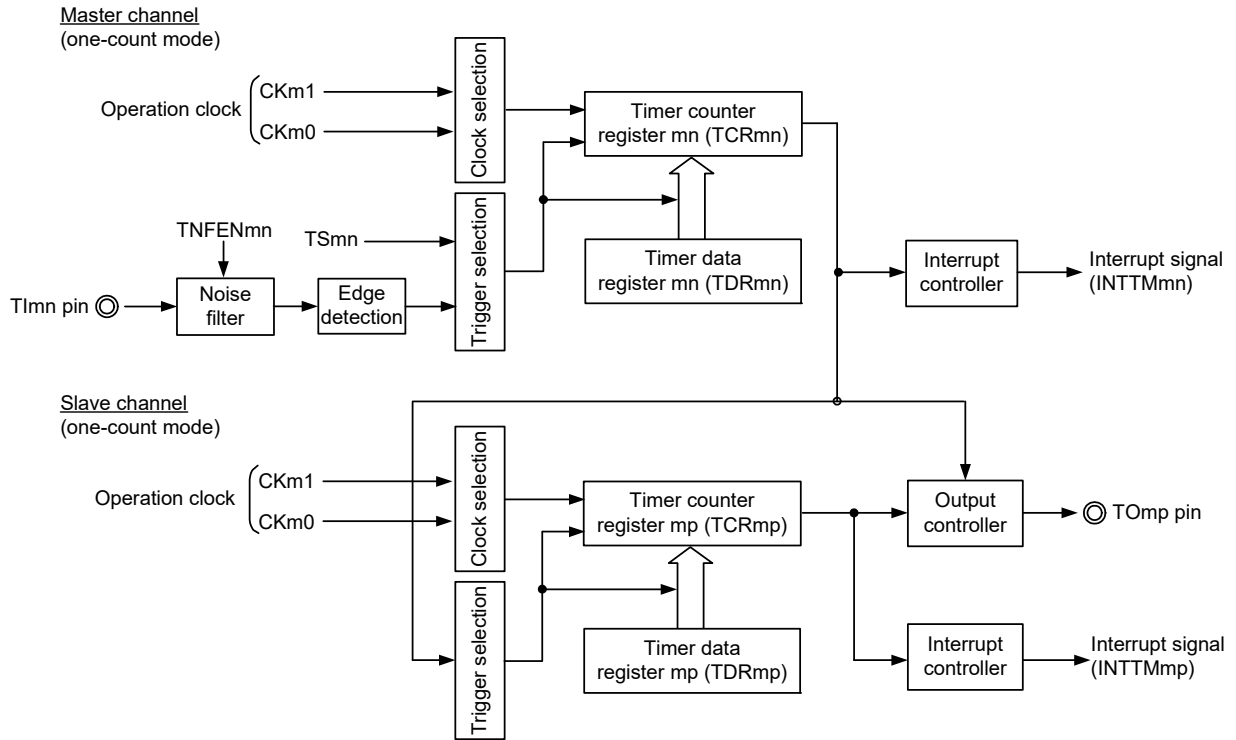 Master channel
(one-count mode)
Operation clock
CKm1
CKm0
Clock selection
Timer counter
register mn (TCRmn)
TNFENmn
TSmn
Trigger selection
TImn pin
Noise
filter
Edge
detection
Timer data
register mn (TDRmn)
Interrupt
controller
Interrupt signal
(INTTMmn)
Slave channel
(one-count mode)
Operation clock
CKm1
CKm0
Clock selection
Timer counter
register mp (TCRmp)
Output
controller
TOmp pin
Trigger selection
Timer data
register mp (TDRmp)
Interrupt
controller
Interrupt signal
(INTTMmp)